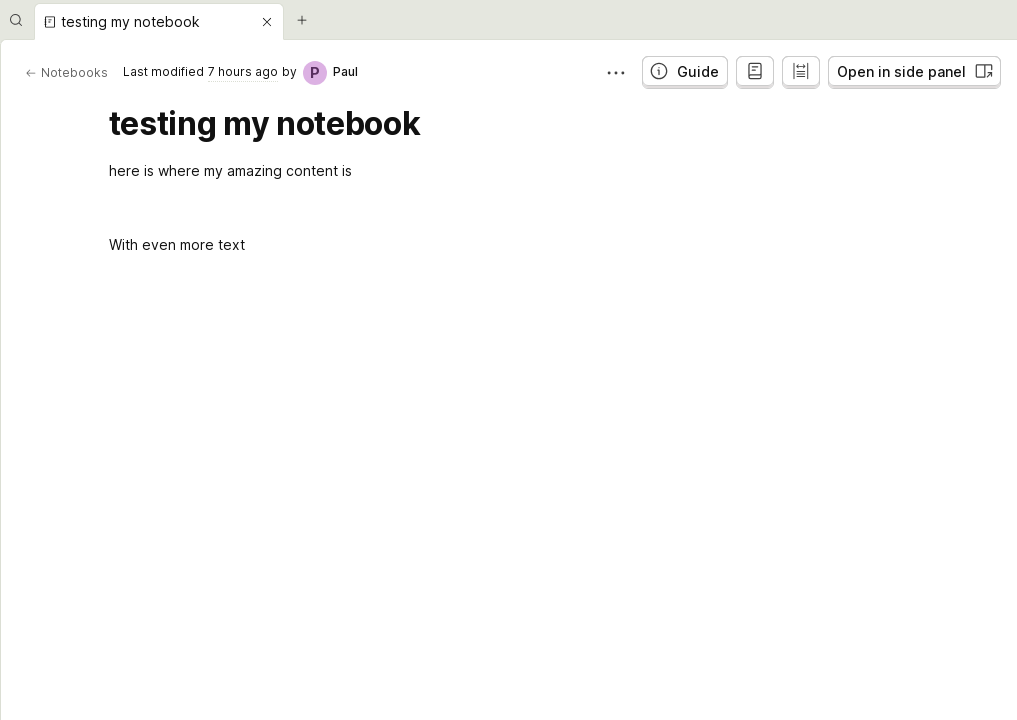 testing my notebook
Notebooks
Last modified 7 hours ago by P Paul
Guide
Open in side panel
testing my notebook
here is where my amazing content is
With even more text